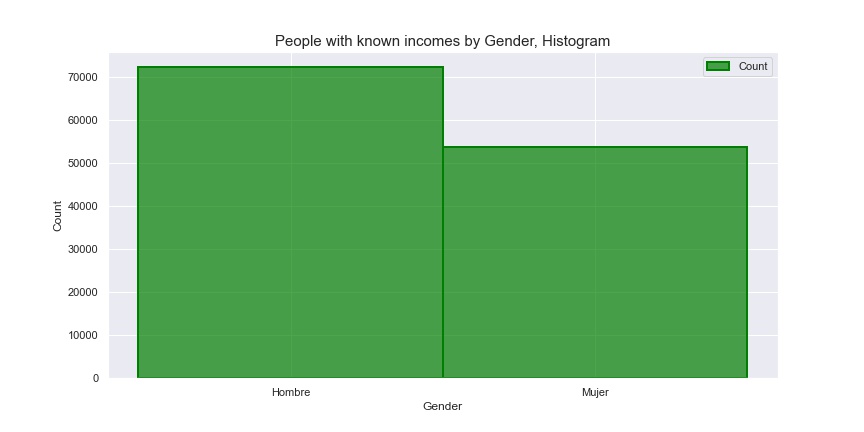 People with known incomes by Gender, Histogram
Count
70000
60000
50000
40000
30000
20000
10000
0
Count
Hombre
Mujer
Gender